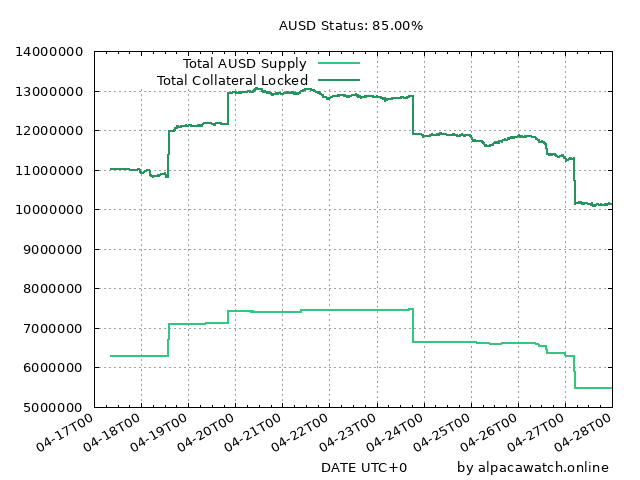 AUSD Status: 85.00%
Total AUSD Supply
Total Collateral Locked
14000000
13000000
12000000
11000000
10000000
9000000
8000000
7000000
6000000
5000000
04-17T00
04-18T00
04-19T00
04-20T00
04-21T00
04-22T00
04-23T00
04-24T00
04-25T00
04-26T00
04-27T00
04-28T00
DATE UTC+0
by alpacawatch.online